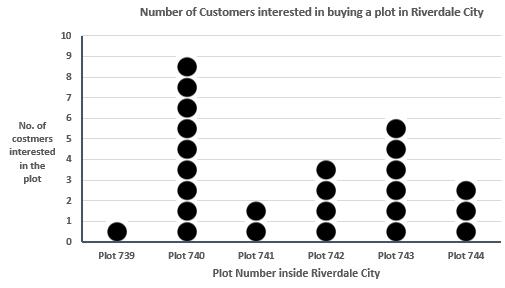 Number of Customers interested in buying a plot in Riverdale City
10
9
8
7
6
5
4
3
2
1
0
No. of
costmers
interested
in the
plot
Plot 739 Plot 740 Plot 741 Plot 742 Plot 743 Plot 744
Plot Number inside Riverdale City